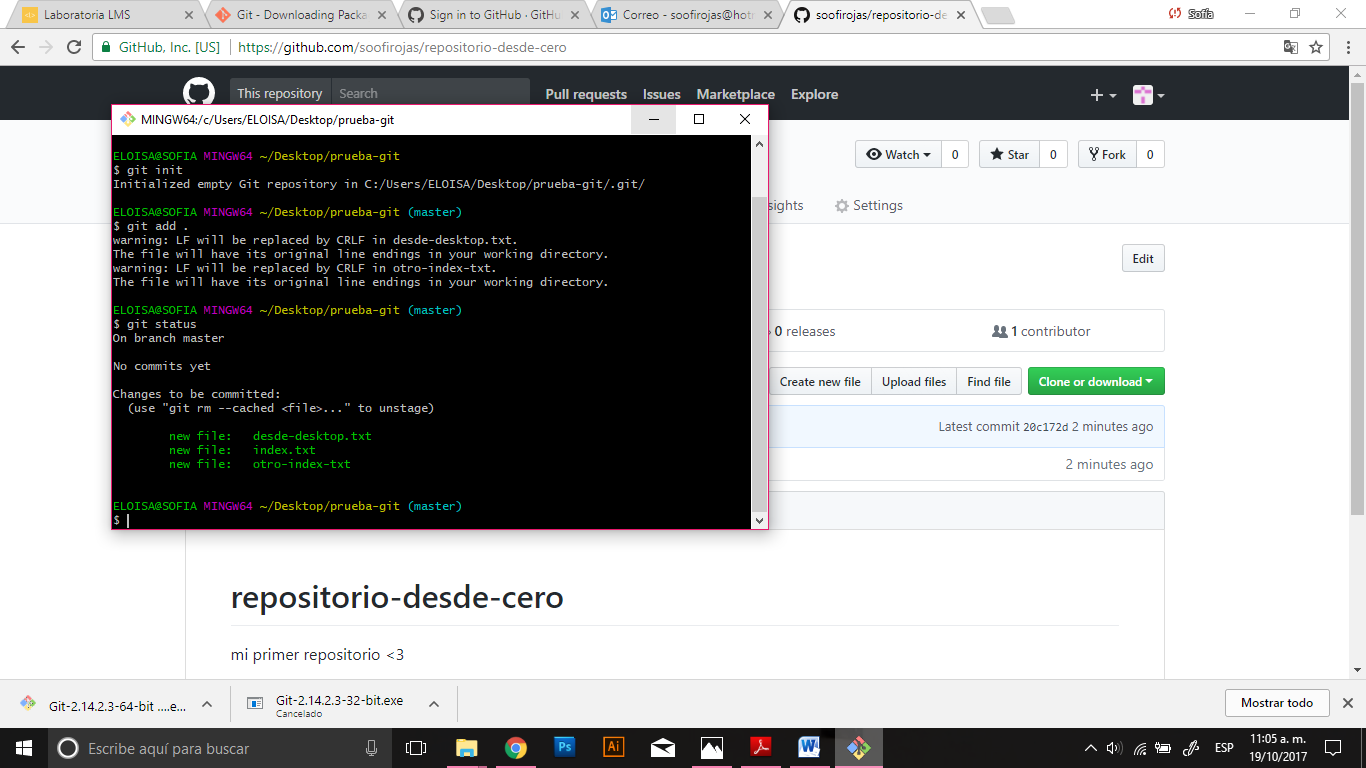 Laboratoria LMS
Git - Downloading Packa
Sign in to GitHub · GitHu
Correo - soofirojas@hotm
soofirojas/repositorio-de
Sofía
GitHub, Inc. [US]
https://github.com/soofirojas/repositorio-desde-cero
This repository
Search
Pull requests
Issues
Marketplace
Explore
MINGW64:/c/Users/ELOISA/Desktop/prueba-git
ELOISA@SOFIA MINGW64 ~/Desktop/prueba-git
$ git init
Initialized empty Git repository in C:/Users/ELOISA/Desktop/prueba-git/.git/
ELOISA@SOFIA MINGW64 ~/Desktop/prueba-git (master)
$ git add .
warning: LF will be replaced by CRLF in desde-desktop.txt.
The file will have its original line endings in your working directory.
warning: LF will be replaced by CRLF in otro-index-txt.
The file will have its original line endings in your working directory.
ELOISA@SOFIA MINGW64 ~/Desktop/prueba-git (master)
$ git status
On branch master
No commits yet
Changes to be committed:
(use "git rm --cached <file>..." to unstage)
new file: desde-desktop.txt
new file: index.txt
new file: otro-index-txt
ELOISA@SOFIA MINGW64 ~/Desktop/prueba-git (master)
$
Watch 0
Star 0
Fork 0
sights
Settings
Edit
0 releases
1 contributor
Create new file
Upload files
Find file
Clone or download
Latest commit 20c172d 2 minutes ago
2 minutes ago
repositorio-desde-cero
mi primer repositorio <3
Git-2.14.2.3-64-bit ....e...
Git-2.14.2.3-32-bit.exe
Cancelado
Mostrar todo
Escribe aquí para buscar
Ps
Ai
W
ESP
11:05 a. m.
19/10/2017